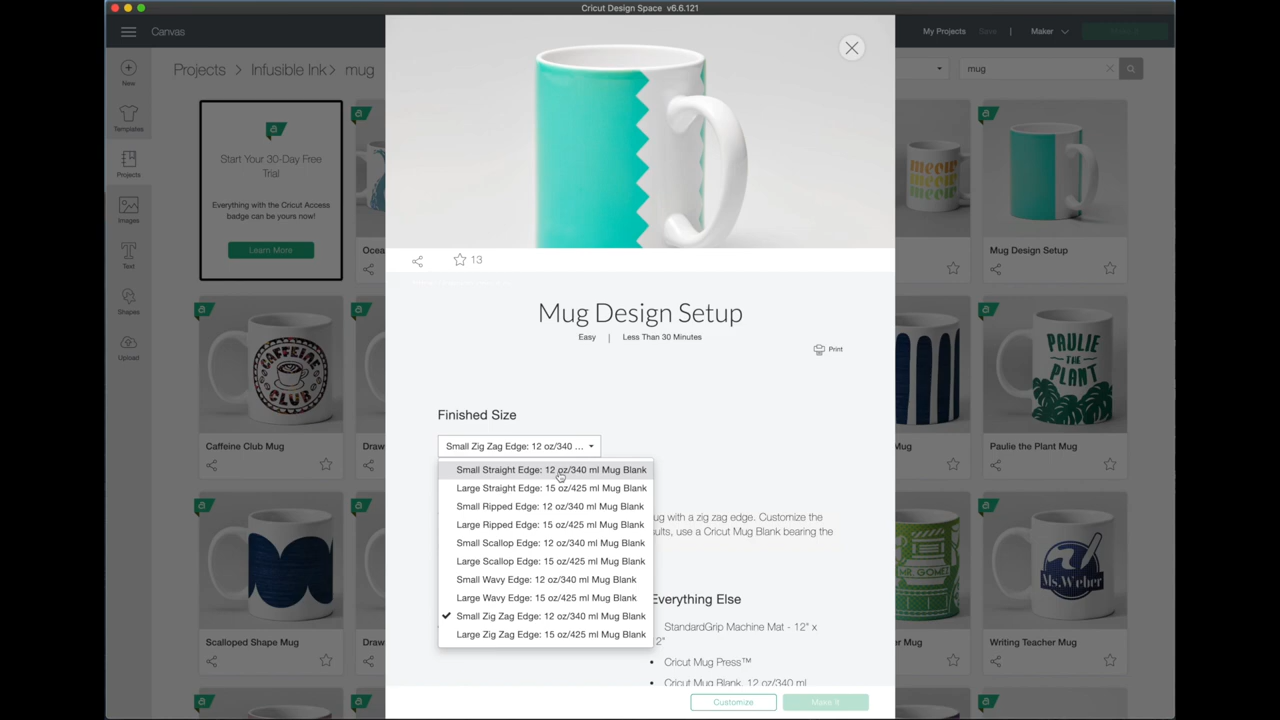 Cricut Design Space v6.6.121
Canvas
My Projects
Save
|
Maker
New
Templates
Projects
Images
Text
Shapes
Upload
Projects > Infusible Ink > mug
mug
a
Start Your 30-Day Free
Trial
Everything with the Cricut Access
badge can be yours now!
Learn More
a
a
a
Mug Design Setup
meow
meow
meow
a
a
a
CAFFEINE
CLUB
PAULIE
THE
PLANT
Caffeine Club Mug
Draw
Mug
Paulie the Plant Mug
a
a
a
MR. GOMEZ
Ms. Weber
Scalloped Shape Mug
Draw
Mug
Writing Teacher Mug
a
a
a
13
Mug Design Setup
Easy | Less Than 30 Minutes
Print
Finished Size
Small Zig Zag Edge: 12 oz/340 ...
Small Straight Edge: 12 oz/340 ml Mug Blank
Large Straight Edge: 15 oz/425 ml Mug Blank
Small Ripped Edge: 12 oz/340 ml Mug Blank
Large Ripped Edge: 15 oz/425 ml Mug Blank
Small Scallop Edge: 12 oz/340 ml Mug Blank
Large Scallop Edge: 15 oz/425 ml Mug Blank
Small Wavy Edge: 12 oz/340 ml Mug Blank
Large Wavy Edge: 15 oz/425 ml Mug Blank
Small Zig Zag Edge: 12 oz/340 ml Mug Blank
Large Zig Zag Edge: 15 oz/425 ml Mug Blank
ug with a zig zag edge. Customize the
sults, use a Cricut Mug Blank bearing the
Everything Else
StandardGrip Machine Mat - 12" x
2"
• Cricut Mug Press™
• Cricut Mug Blank, 12 oz/340 ml
Customize
Make It